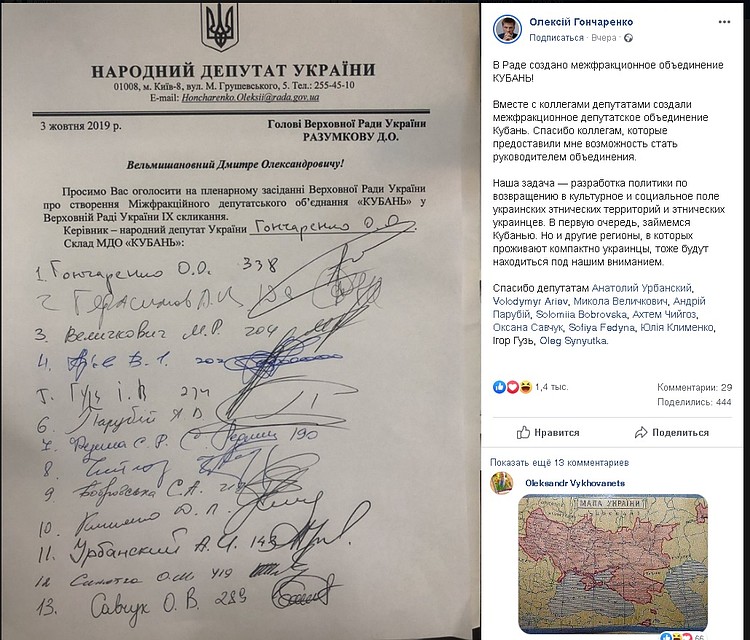 НАРОДНИЙ ДЕПУТАТ УКРАЇНИ
01008, м. Київ-8, вул. М. Грушевського, 5. Тел.: 255-45-10
E-mail: Honcharenko.Oleksii@rada.gov.ua
3 жовтня 2019 р.
Голові Верховної Ради України
РАЗУМКОВУ Д.О.
Вельмишановний Дмитре Олександровичу!
Просимо Вас оголосити на пленарному засіданні Верховної Ради України
про створення Міжфракційного депутатського об'єднання «КУБАНЬ» у
Верховній Раді України ІХ скликання.
Керівник – народний депутат України Гончаренко О.О.
Склад МДО «КУБАНЬ»:
1. Гончаренко О.О. 338
2. Герасимов
3. Величкович М.Р. 204
4. В.І.
5. Гузь І.В
6. Парубій
7. Федина С.Р. 190
8.
9. Бобровська С.А.
10.
11. Урбанский А.И. 143
12 Синютка О.М 419
13. Савчук О.В. 289
Олексій Гончаренко
Подписаться · Вчера ·
В Раде создано межфракционное объединение
КУБАНЬ!
Вместе с коллегами депутатами создали
межфракционное депутатское объединение
Кубань. Спасибо коллегам, которые
предоставили мне возможность стать
руководителем объединения.
Наша задача — разработка политики по
возвращению в культурное и социальное поле
украинских этнических территорий и этнических
украинцев. В первую очередь, займемся
Кубанью. Но и другие регионы, в которых
проживают компактно украинцы, тоже будут
находиться под нашим вниманием.
Спасибо депутатам Анатолий Урбанский,
Volodymyr Ariev, Микола Величкович, Андрій
Парубій, Solomiia Bobrovska, Ахтем Чийгоз,
Оксана Савчук, Sofiya Fedyna, Юлія Клименко,
Ігор Гузь, Oleg Synyutka.
1,4 тыс.
Комментарии: 29
Поделились: 444
Нравится
Поделиться
Показать ещё 13 комментариев
Oleksandr Vykhovanets
МАПА УКРАЇНИ
66